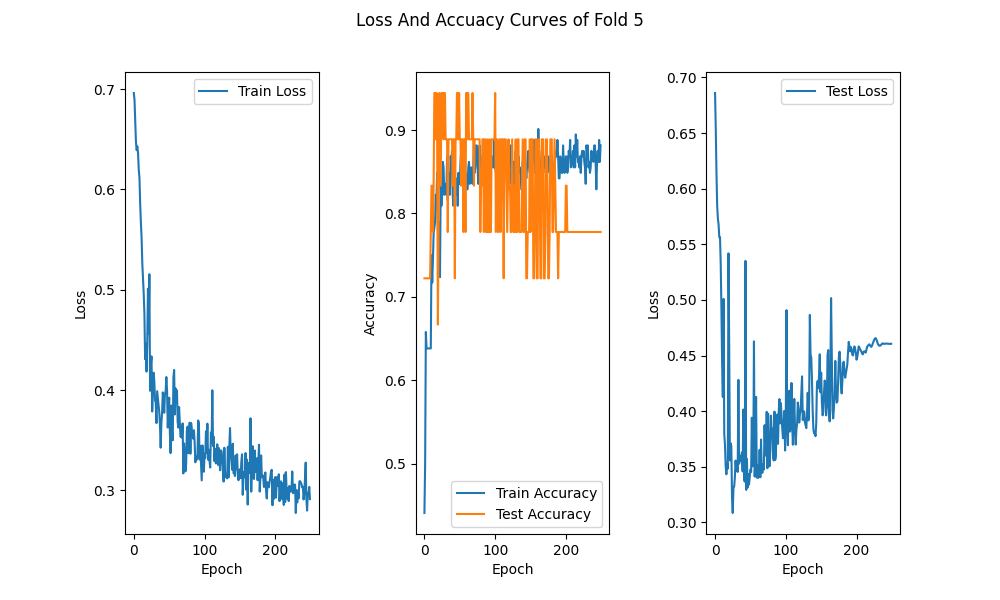 Loss And Accuacy Curves of Fold 5
Loss
0.7
0.6
0.5
0.4
0.3
Train Loss
0 100 200
Epoch
Accuracy
0.9
0.8
0.7
0.6
0.5
Train Accuracy
Test Accuracy
0 100 200
Epoch
Loss
0.70
0.65
0.60
0.55
0.50
0.45
0.40
0.35
0.30
Test Loss
0 100 200
Epoch